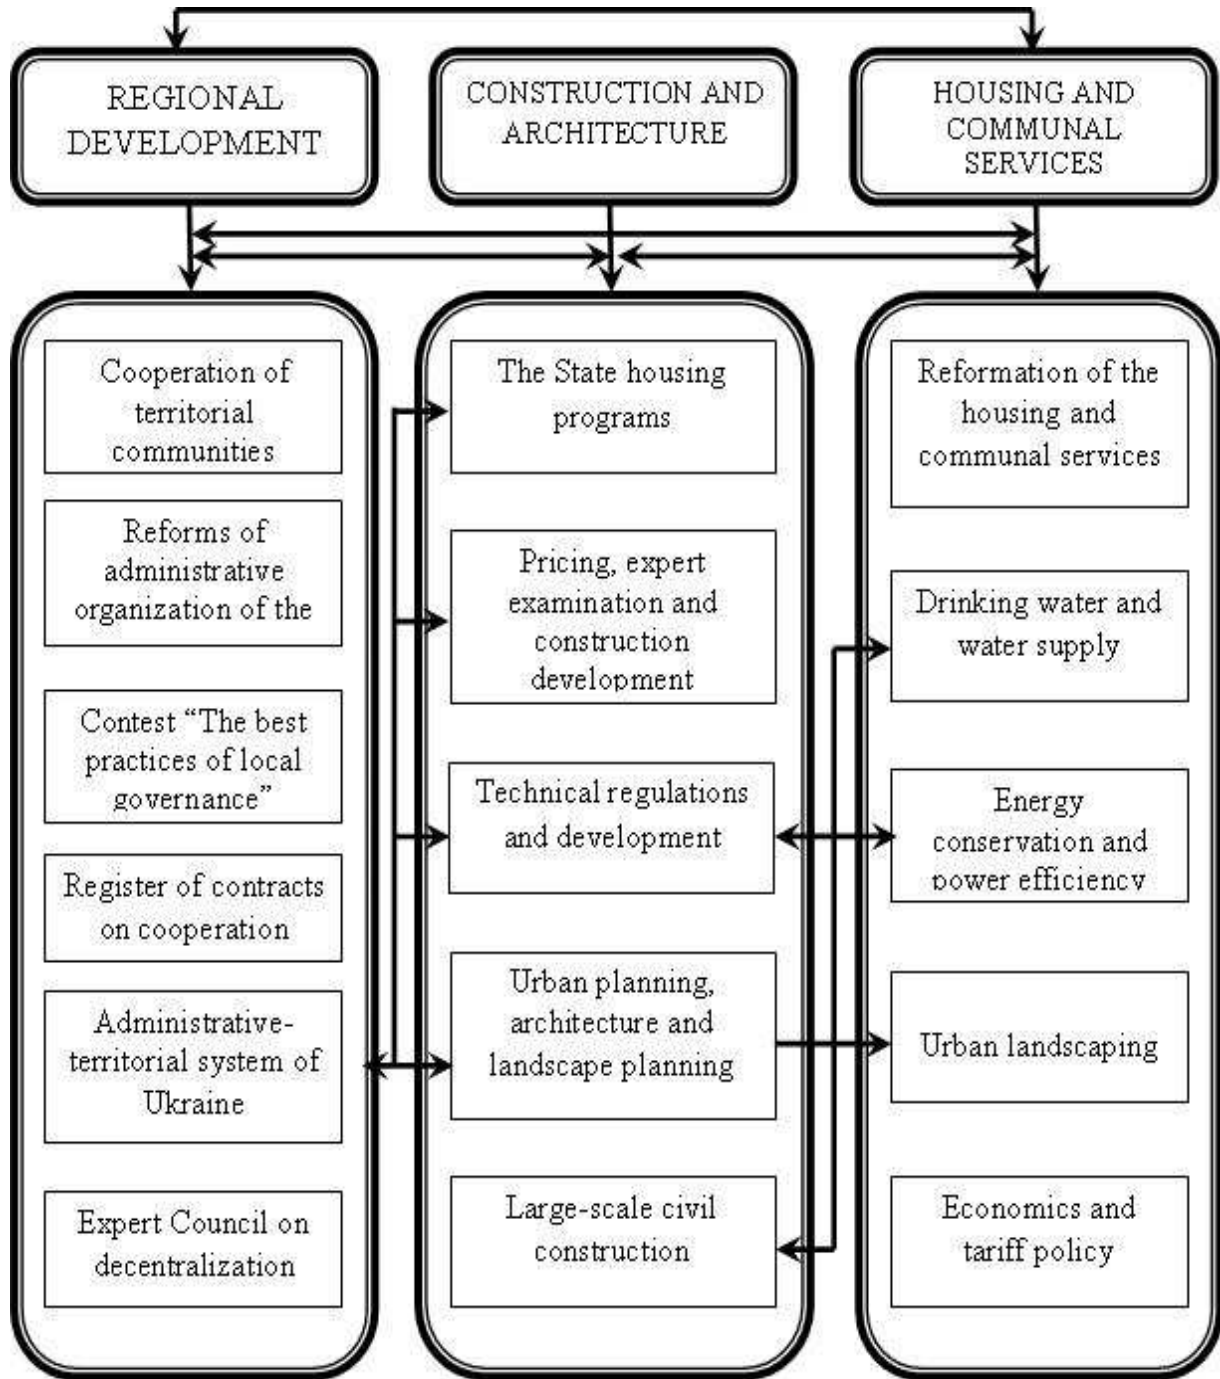 REGIONAL
DEVELOPMENT
CONSTRUCTION AND
ARCHITECTURE
HOUSING AND
COMMUNAL
SERVICES
Cooperation of
territorial
communities
Reforms of
administrative
organization of the
Contest “The best
practices of local
governance”
Register of contracts
on cooperation
Administrative-
territorial system of
Ukraine
Expert Council on
decentralization
The State housing
programs
Pricing, expert
examination and
construction
development
Technical regulations
and development
Urban planning,
architecture and
landscape planning
Large-scale civil
construction
Reformation of the
housing and
communal services
Drinking water and
water supply
Energy
conservation and
power efficiency
Urban landscaping
Economics and
tariff policy